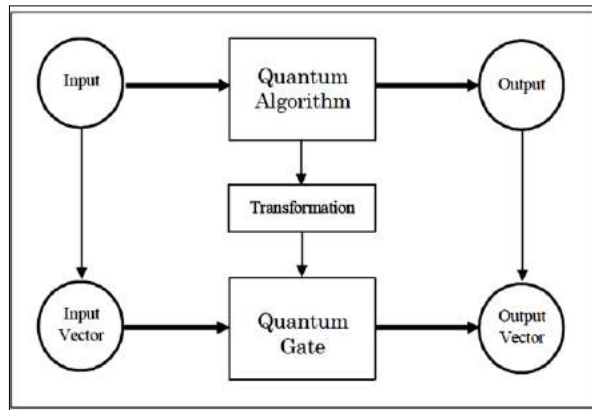 Input
Quantum
Algorithm
Output
Transformation
Input
Vector
Quantum
Gate
Output
Vector